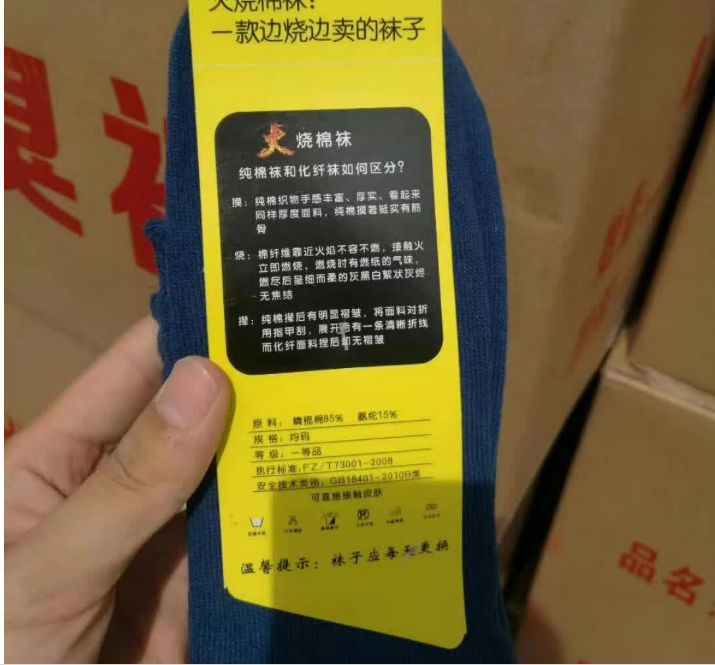 火烧棉袜：
一款边烧边卖的袜子
火烧棉袜
纯棉袜和化纤袜如何区分？
摸：纯棉织物手感丰富、厚实、看起来
同样厚度面料，纯棉摸着挺实有筋
骨
烧：棉纤维靠近火焰不容不燃，接触火
立即燃烧，燃烧时有燃纸的气味，
燃尽后呈细而柔的灰黑白絮状灰烬
无焦结
撵：纯棉撵后有明显褶皱，将面料对折
用指甲刮，展开后有一条清晰折线
而化纤面料捏后则无褶皱
原料：精梳棉85% 氨纶15%
规格：均码
等级：一等品
执行标准：FZ/T73001-2008
安全技术类别：GB18401-2010B类
可直接接触皮肤
温馨提示：袜子应每天更换
品名